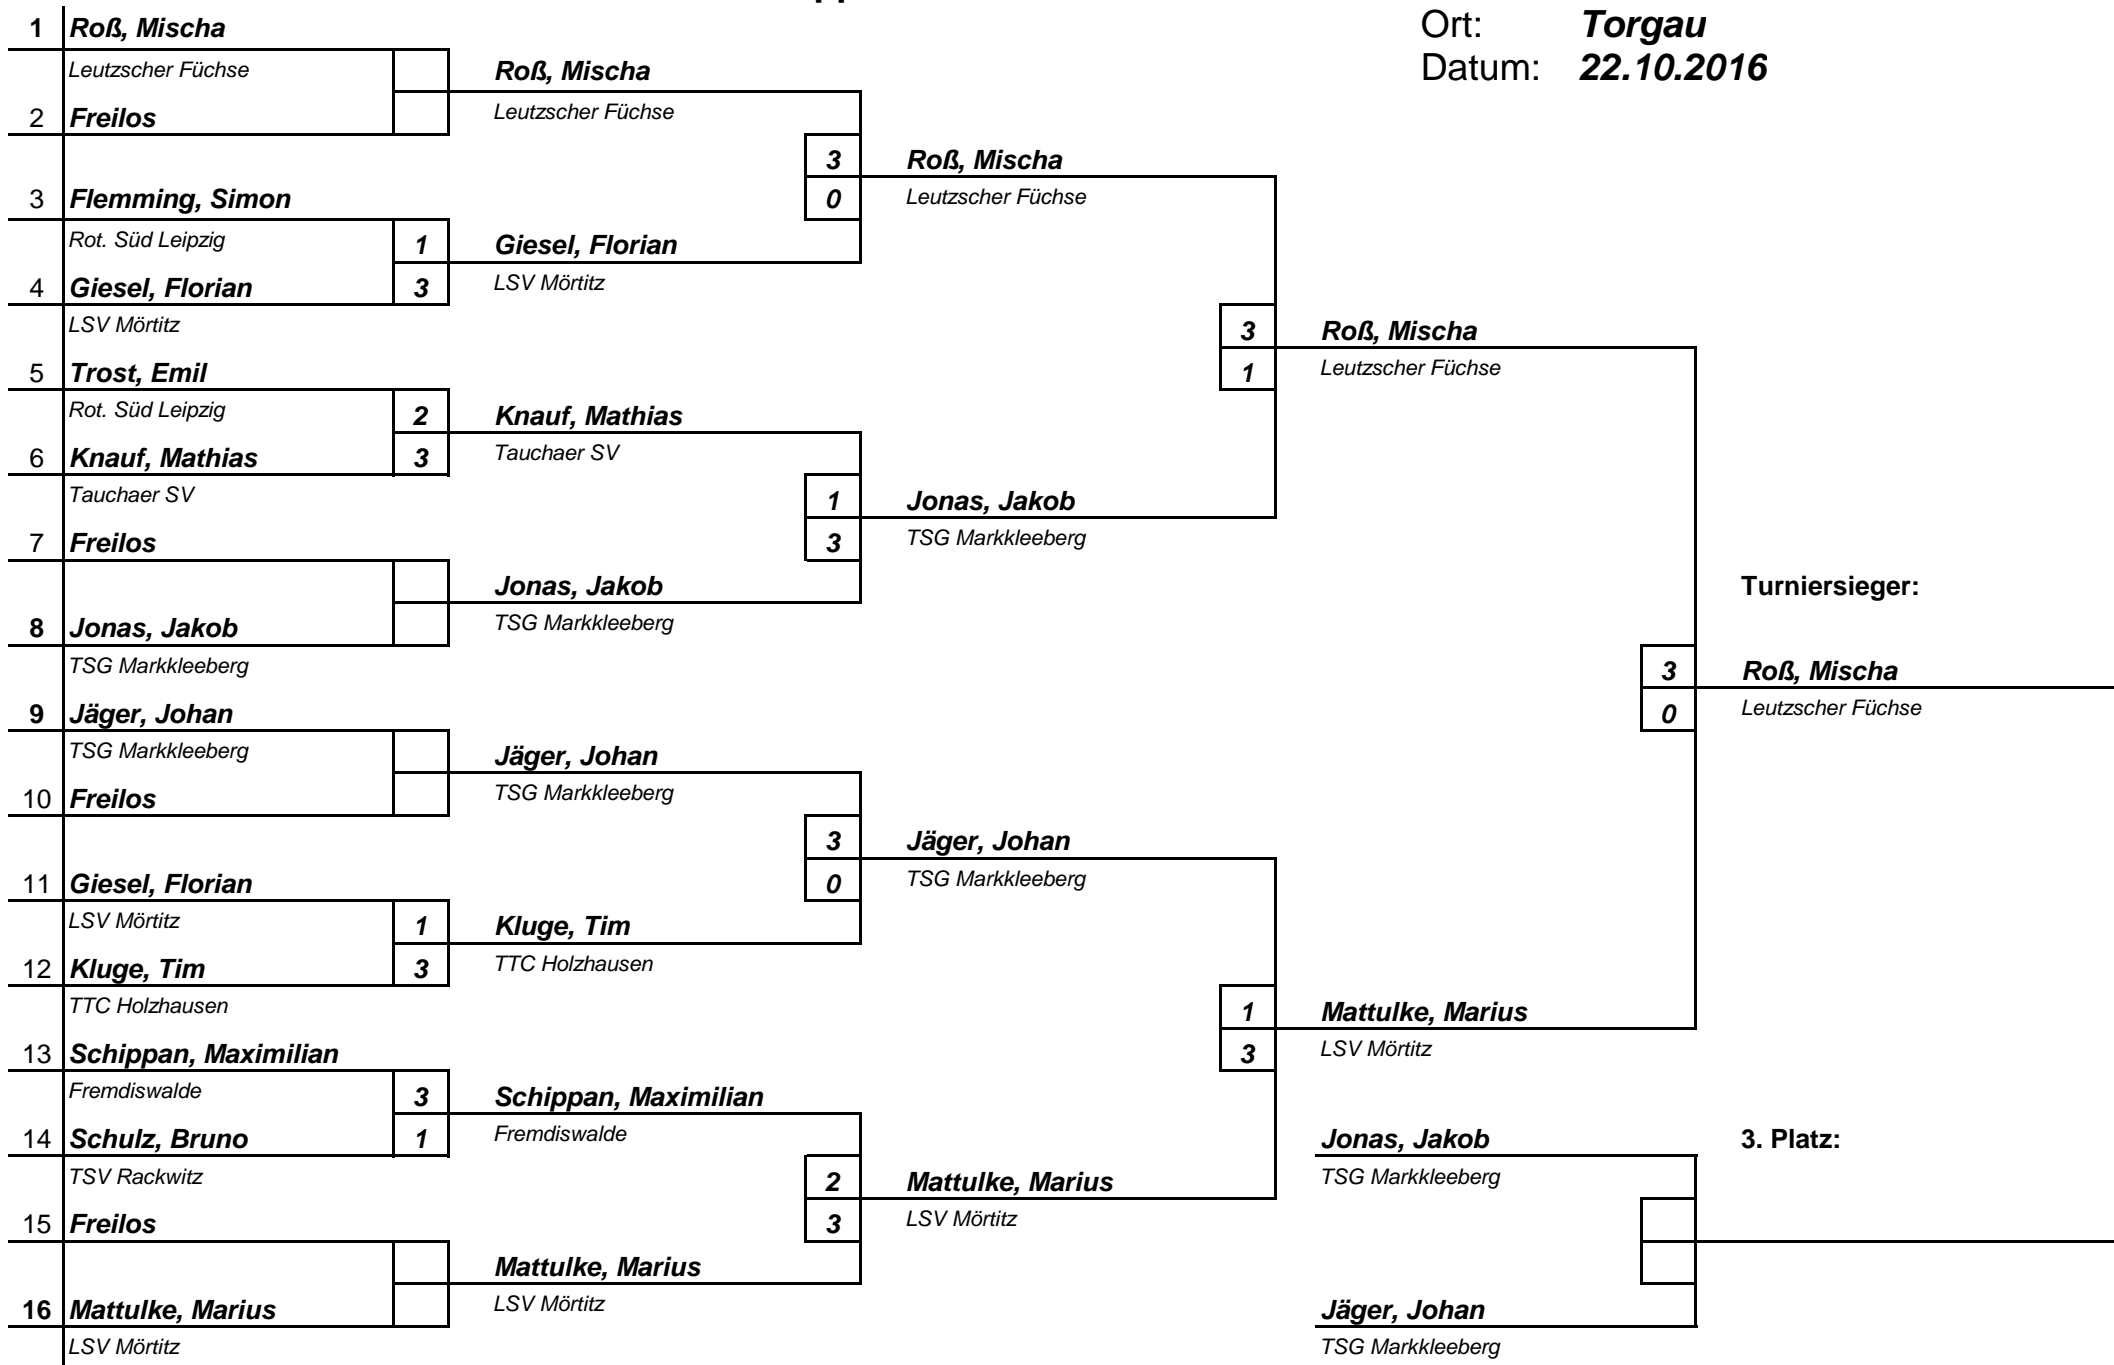 Ort: Torgau
Datum: 22.10.2016
1 Roß, Mischa
Leutzscher Füchse
2 Freilos
3 Flemming, Simon
Rot. Süd Leipzig 1
4 Giesel, Florian 3
LSV Mörtitz
5 Trost, Emil
Rot. Süd Leipzig 2
6 Knauf, Mathias 3
Tauchaer SV
7 Freilos
8 Jonas, Jakob
TSG Markkleeberg
9 Jäger, Johan
TSG Markkleeberg
10 Freilos
11 Giesel, Florian
LSV Mörtitz 1
12 Kluge, Tim 3
TTC Holzhausen
13 Schippan, Maximilian
Fremdiswalde 3
14 Schulz, Bruno 1
TSV Rackwitz
15 Freilos
16 Mattulke, Marius
LSV Mörtitz
Roß, Mischa
Leutzscher Füchse
3
0
Giesel, Florian
LSV Mörtitz
Knauf, Mathias
Tauchaer SV
1
3
Jonas, Jakob
TSG Markkleeberg
Jäger, Johan
TSG Markkleeberg
3
0
Kluge, Tim
TTC Holzhausen
Schippan, Maximilian
Fremdiswalde
2
3
Mattulke, Marius
LSV Mörtitz
Roß, Mischa
Leutzscher Füchse
3
1
Jonas, Jakob
TSG Markkleeberg
Jäger, Johan
TSG Markkleeberg
1
3
Mattulke, Marius
LSV Mörtitz
Roß, Mischa
Leutzscher Füchse
3
0
Mattulke, Marius
LSV Mörtitz
Turniersieger:
Roß, Mischa
Leutzscher Füchse
Jonas, Jakob
TSG Markkleeberg
3. Platz:
Jäger, Johan
TSG Markkleeberg